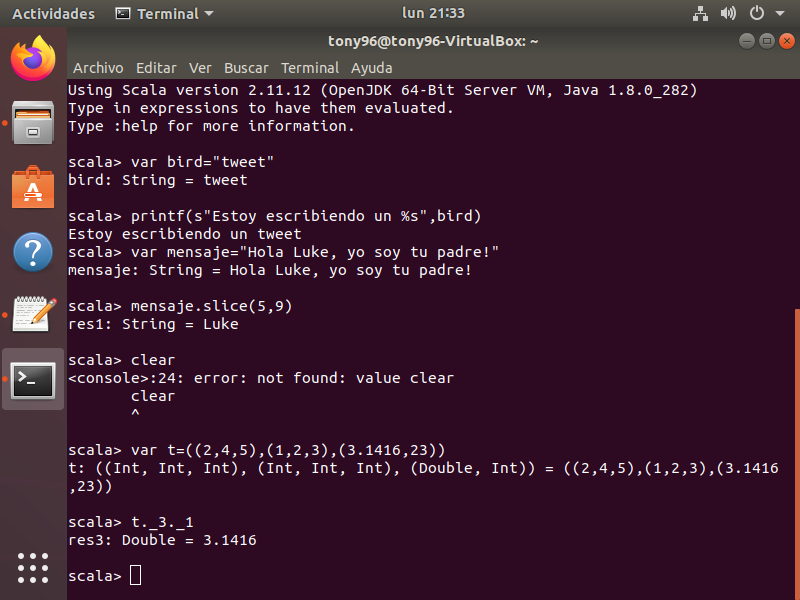 Actividades Terminal lun 21:33
tony96@tony96-VirtualBox: ~
Archivo Editar Ver Buscar Terminal Ayuda
Using Scala version 2.11.12 (OpenJDK 64-Bit Server VM, Java 1.8.0_282)
Type in expressions to have them evaluated.
Type :help for more information.
scala> var bird="tweet"
bird: String = tweet
scala> printf(s"Estoy escribiendo un %s",bird)
Estoy escribiendo un tweet
scala> var mensaje="Hola Luke, yo soy tu padre!"
mensaje: String = Hola Luke, yo soy tu padre!
scala> mensaje.slice(5,9)
res1: String = Luke
scala> clear
<console>:24: error: not found: value clear
clear
^
scala> var t=((2,4,5),(1,2,3),(3.1416,23))
t: ((Int, Int, Int), (Int, Int, Int), (Double, Int)) = ((2,4,5),(1,2,3),(3.1416
,23))
scala> t._3._1
res3: Double = 3.1416
scala>